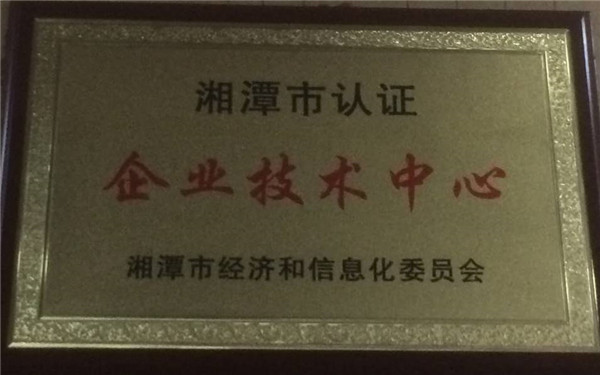 湘潭市认证
企业技术中心
湘潭市经济和信息化委员会